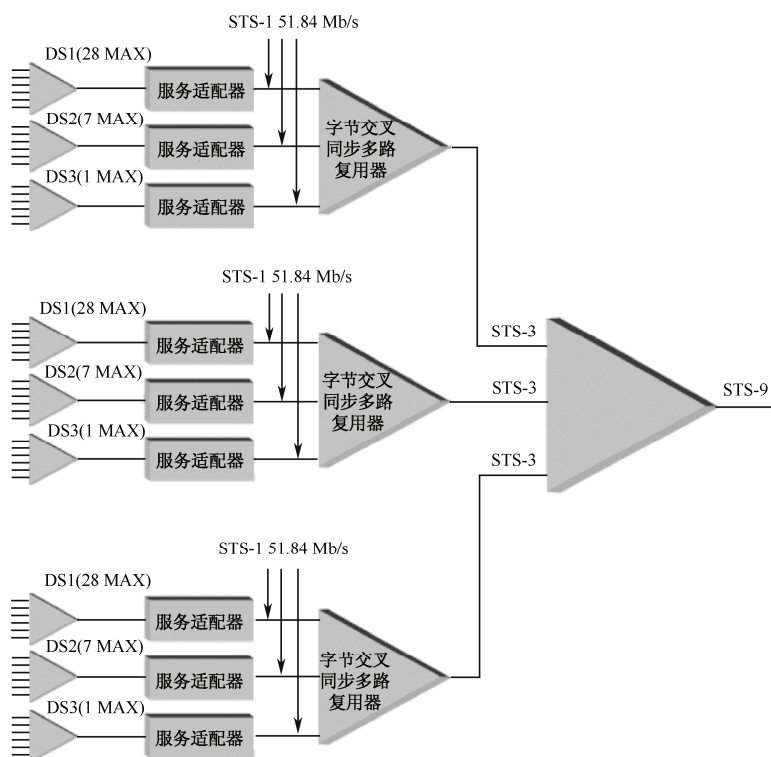 STS-1 51.84 Mb/s
DS1(28 MAX)
服务适配器
DS2(7 MAX)
服务适配器
DS3(1 MAX)
服务适配器
字节交叉
同步多路
复用器
STS-1 51.84 Mb/s
DS1(28 MAX)
服务适配器
DS2(7 MAX)
服务适配器
DS3(1 MAX)
服务适配器
字节交叉
同步多路
复用器
STS-1 51.84 Mb/s
DS1(28 MAX)
服务适配器
DS2(7 MAX)
服务适配器
DS3(1 MAX)
服务适配器
字节交叉
同步多路
复用器
STS-3
STS-3
STS-3
STS-9